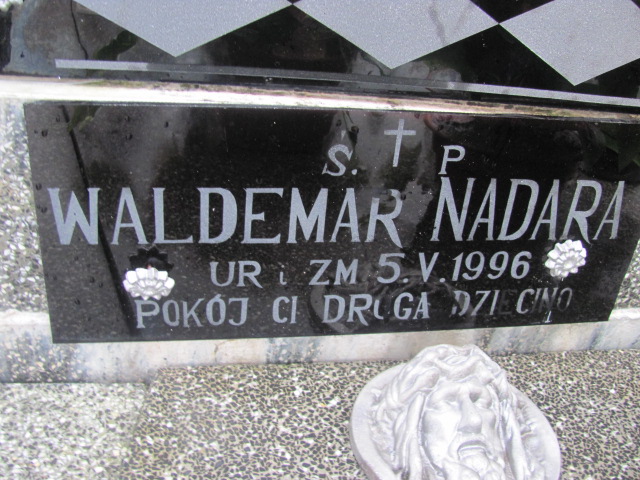 Ś. P
WALDEMAR NADARA
UR i ZM 5.V.1996
POKÓJ CI DROGA DZIECINO